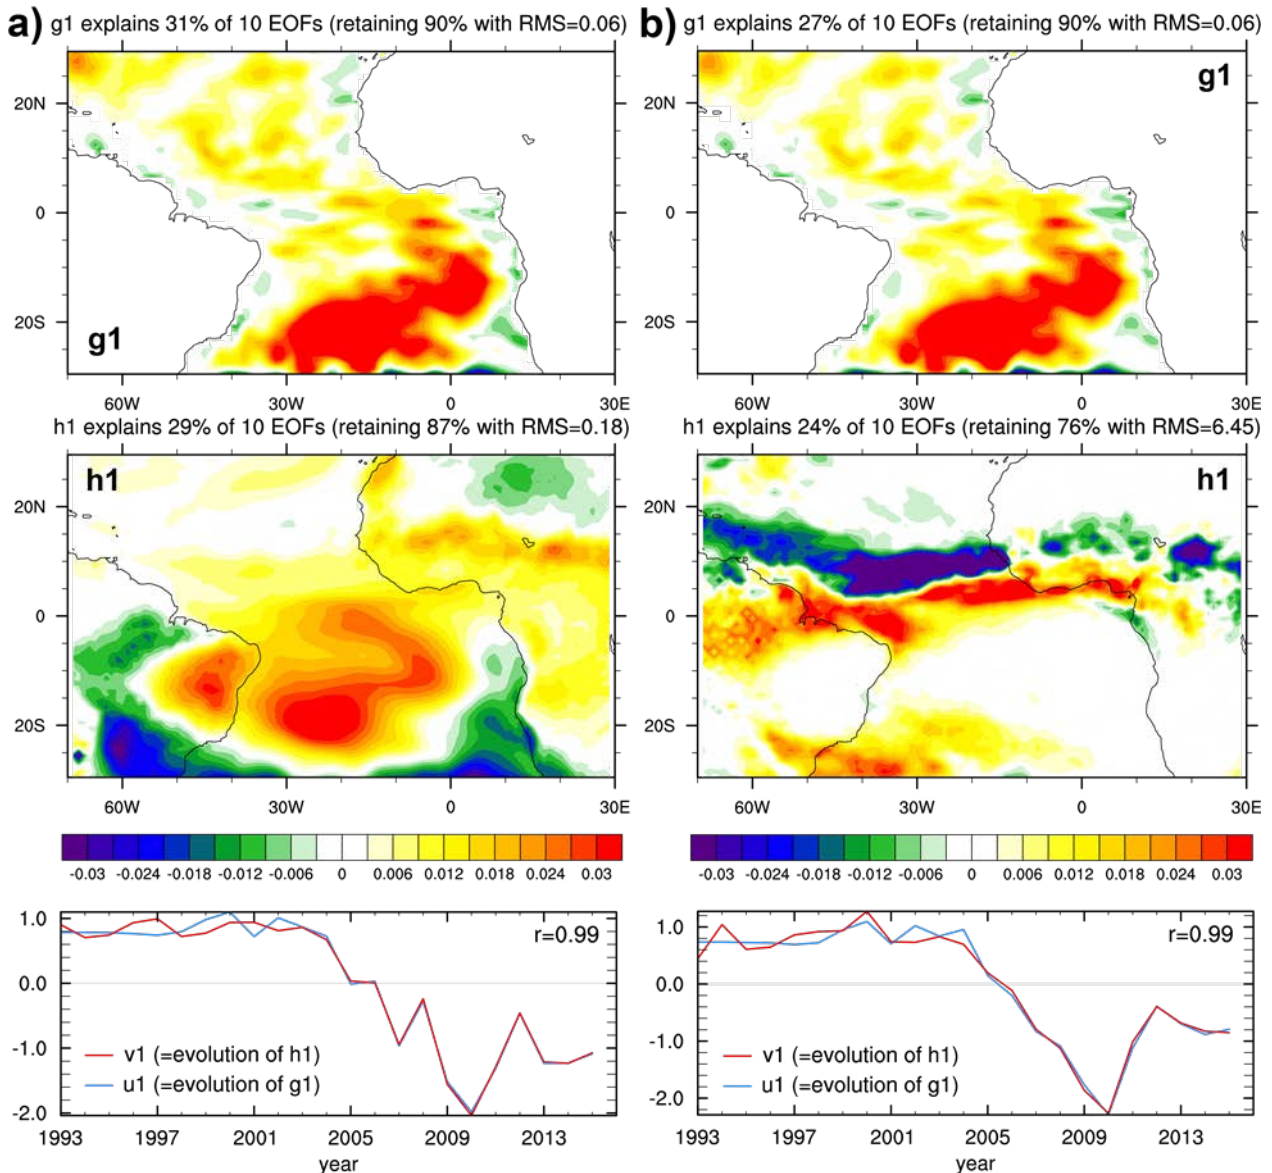 a) g1 explains 31% of 10 EOFs (retaining 90% with RMS=0.06)
20N
0
20S
g1
60W 30W 0 30E
h1 explains 29% of 10 EOFs (retaining 87% with RMS=0.18)
h1
20N
0
20S
60W 30W 0 30E
-0.03 -0.024 -0.018 -0.012 -0.006 0 0.006 0.012 0.018 0.024 0.03
1.0
0.0
-1.0
-2.0
r=0.99
v1 (=evolution of h1)
u1 (=evolution of g1)
1993 1997 2001 2005 2009 2013
year
b) g1 explains 27% of 10 EOFs (retaining 90% with RMS=0.06)
g1
20N
0
20S
60W 30W 0 30E
h1 explains 24% of 10 EOFs (retaining 76% with RMS=6.45)
h1
20N
0
20S
60W 30W 0 30E
-0.03 -0.024 -0.018 -0.012 -0.006 0 0.006 0.012 0.018 0.024 0.03
1.0
0.0
-1.0
-2.0
r=0.99
v1 (=evolution of h1)
u1 (=evolution of g1)
1993 1997 2001 2005 2009 2013
year